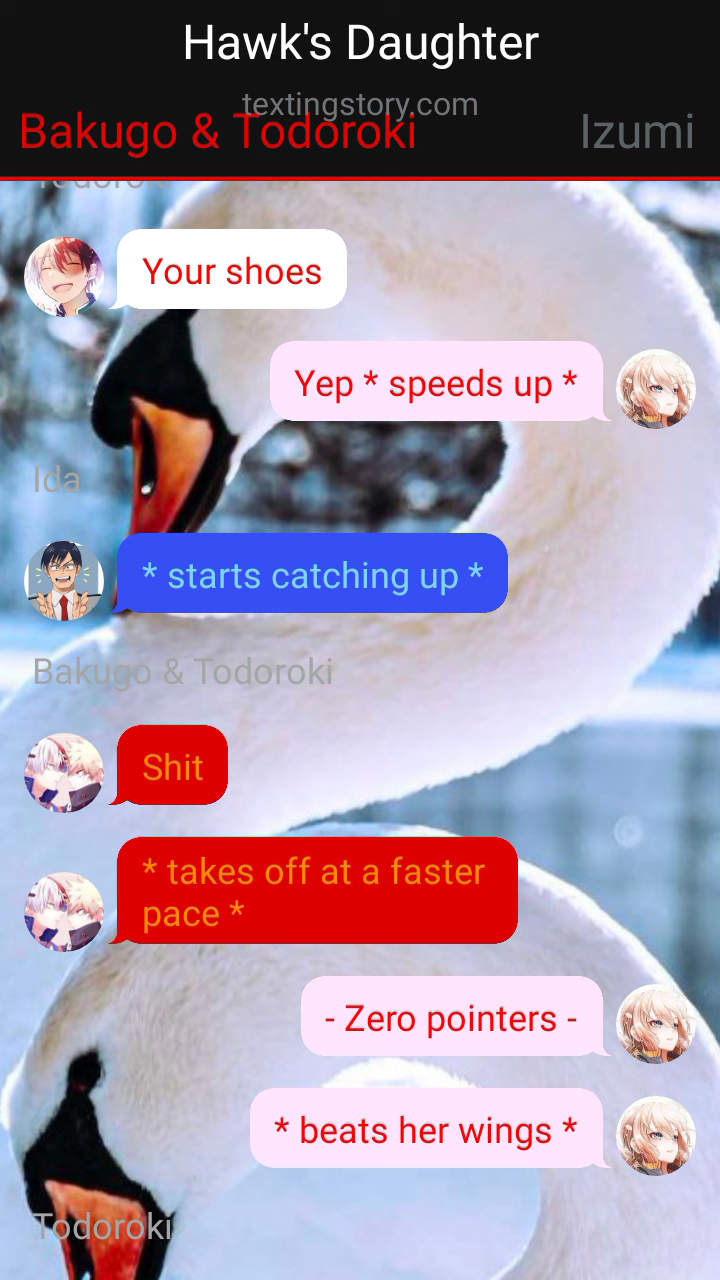 Hawk's Daughter
textingstory.com
Bakugo & Todoroki
Izumi
Todoroki
Your shoes
Yep * speeds up *
Ida
* starts catching up *
Bakugo & Todoroki
Shit
* takes off at a faster
pace *
- Zero pointers -
* beats her wings *
Todoroki